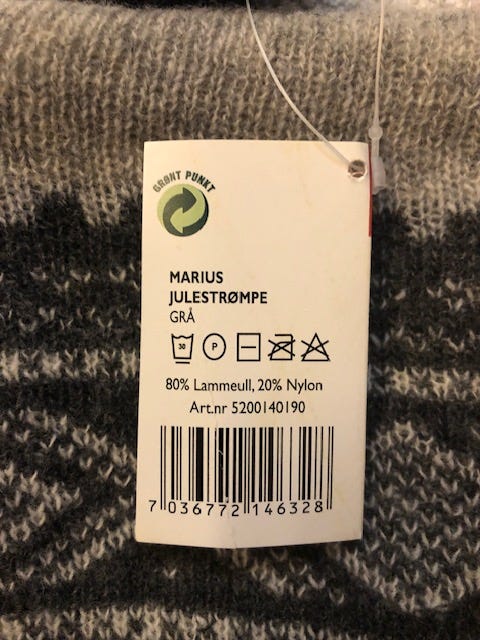 GRØNT PUNKT
MARIUS
JULESTRØMPE
GRÅ
30 P
80% Lammeull, 20% Nylon
Art.nr 5200140190
7 036772 146328